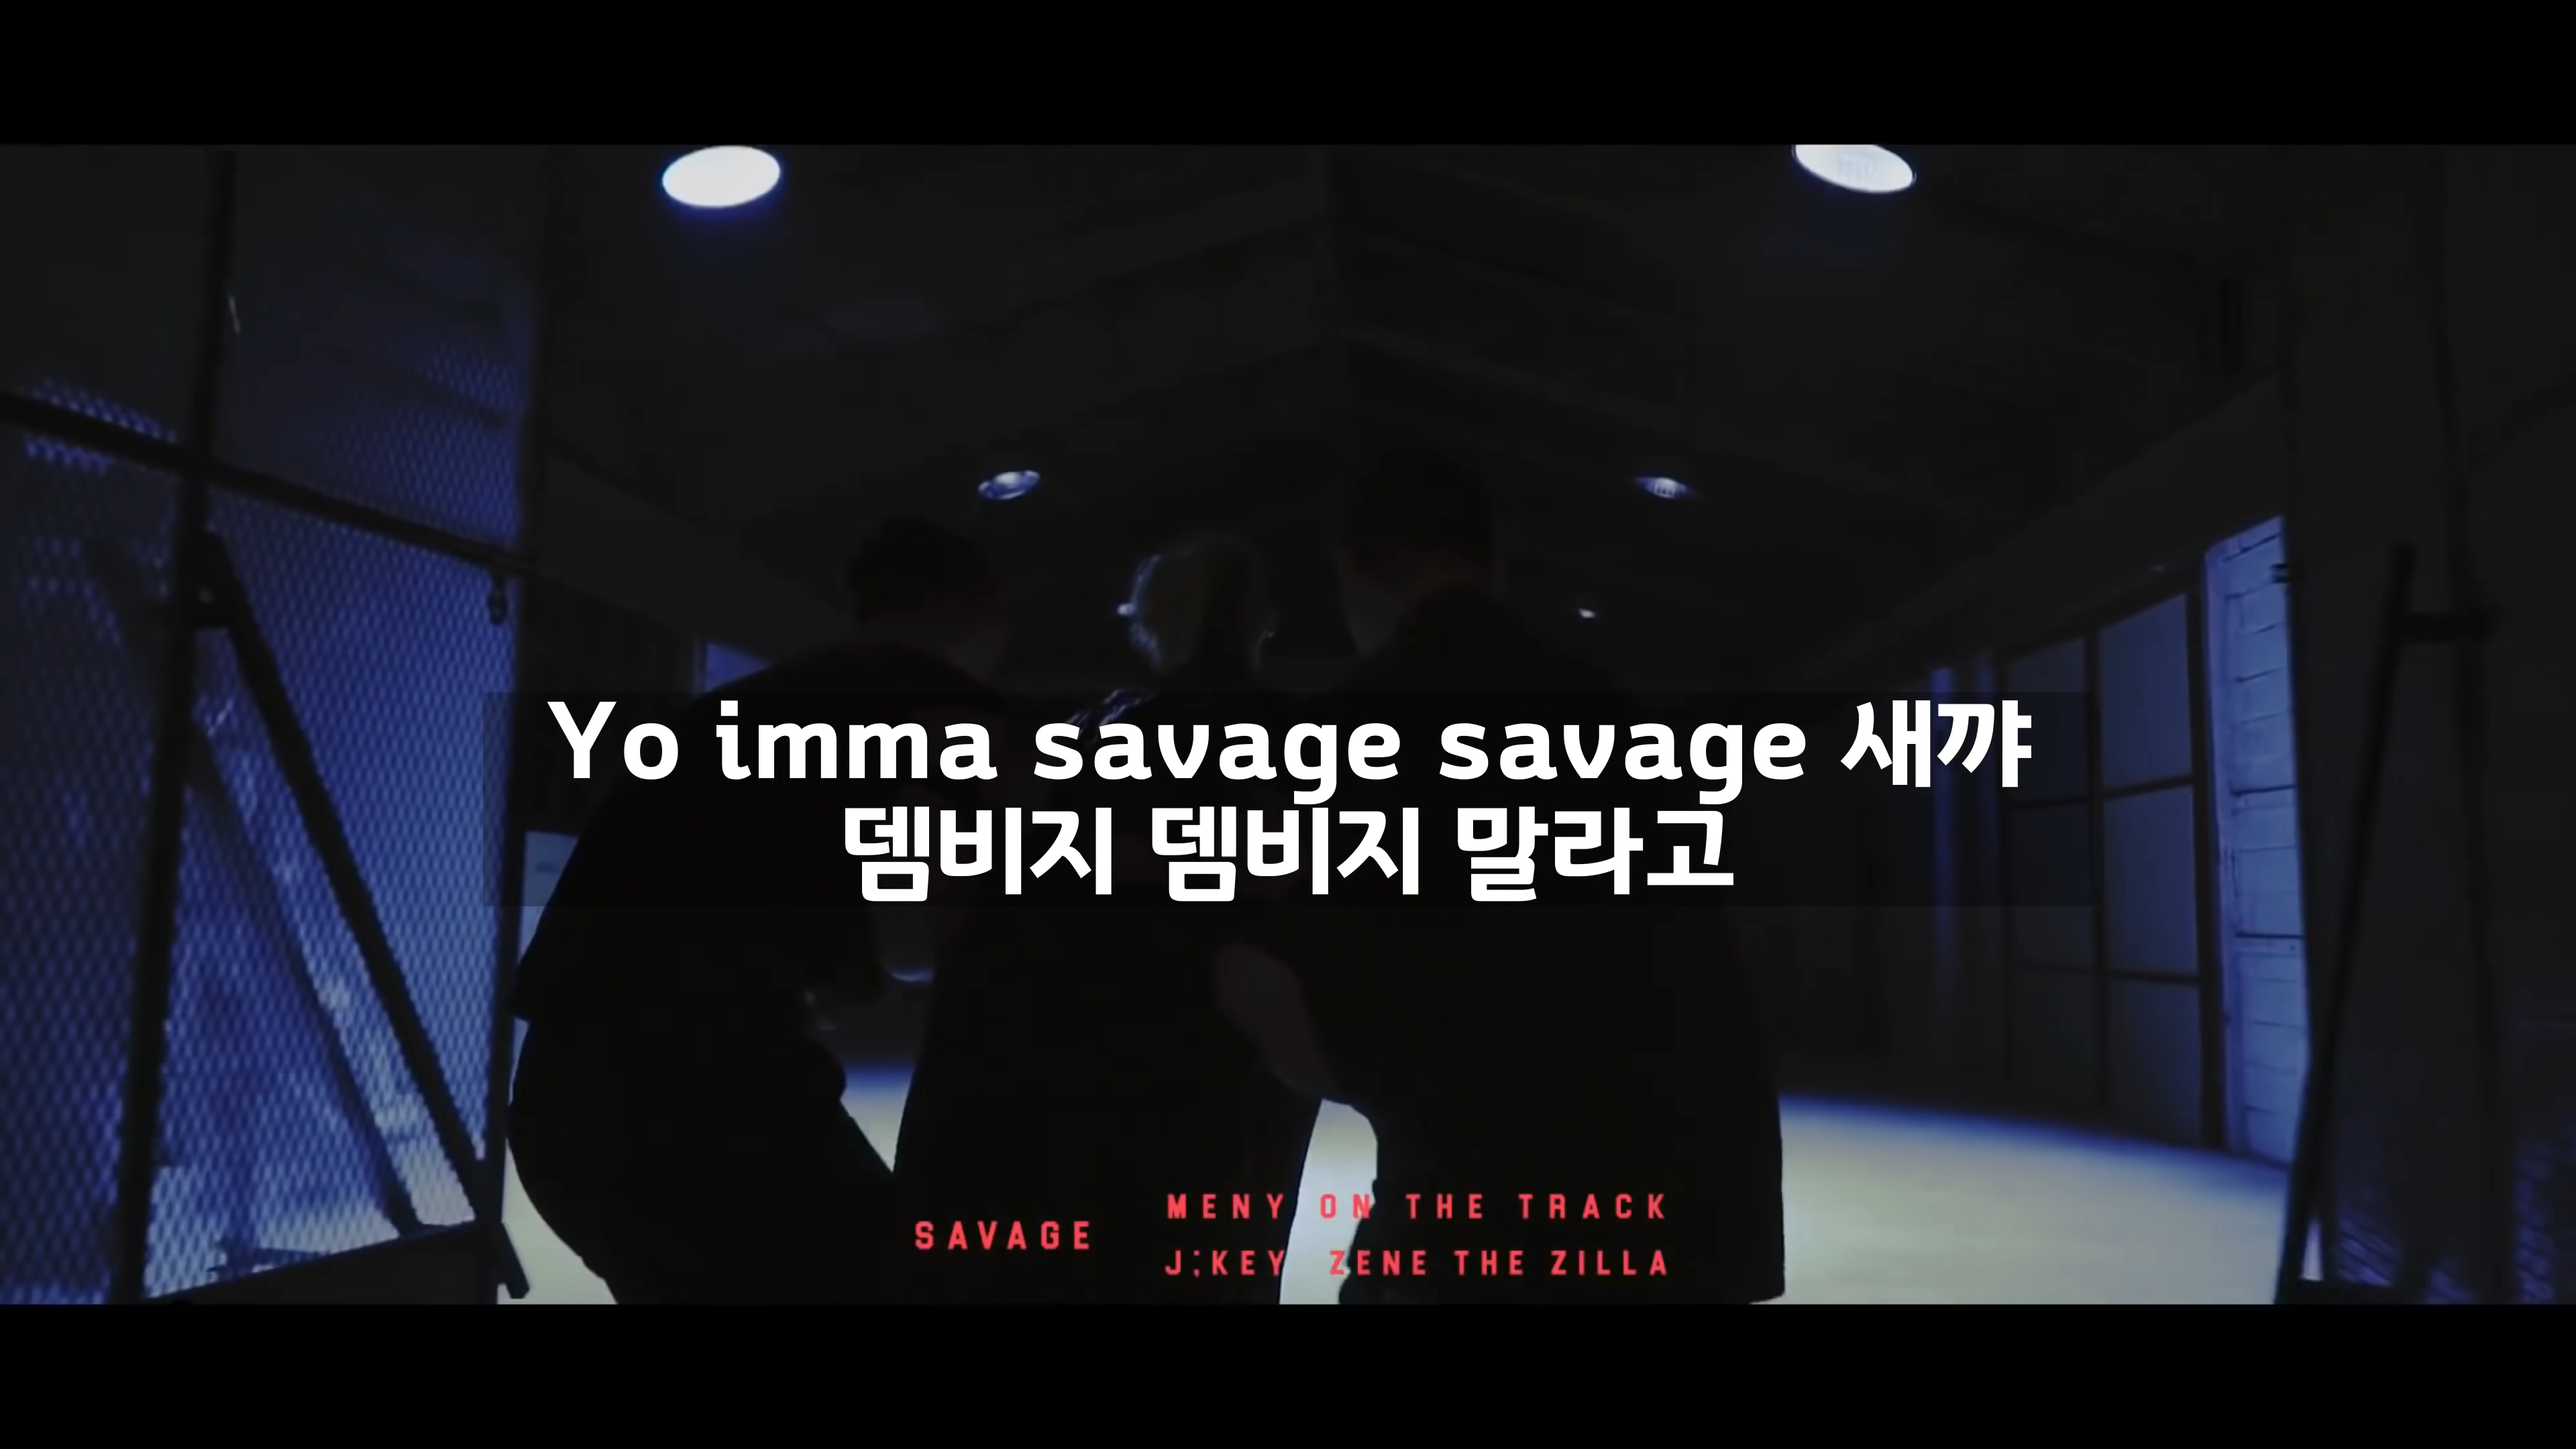 Yo imma savage savage 새꺄
뎀비지 뎀비지 말라고
SAVAGE
MENY ON THE TRACK
J;KEY ZENE THE ZILLA